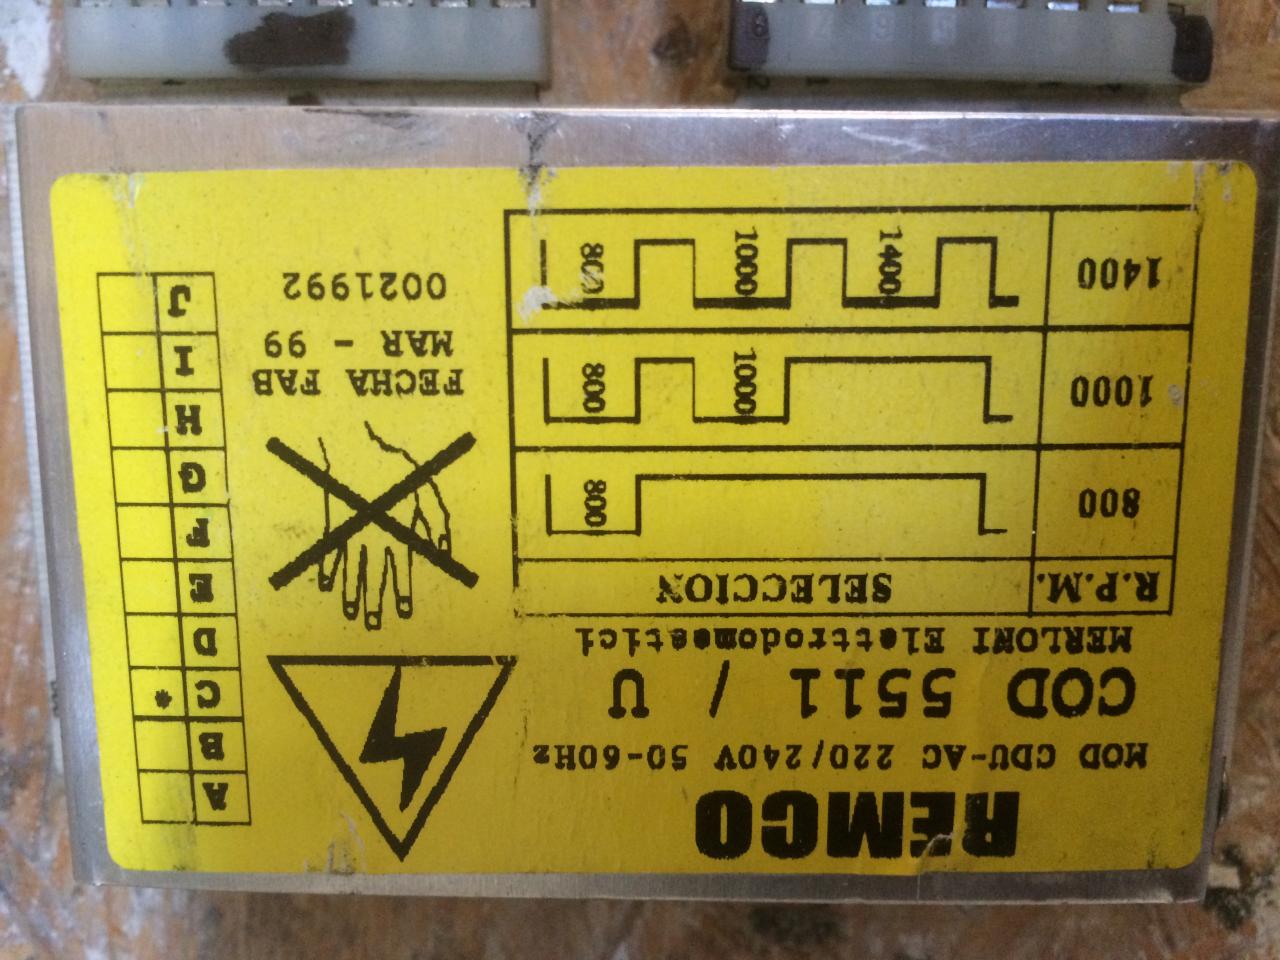 REMCO
MOD CDU-AC 220/240V 50-60Hz
COD 5511 / U
MERLONI Elettrodomestici
R.P.M. SELECCION
800 800
1000 1000 800
1400 1400 1000 800
FECHA FAB
MAR - 99
0021992
A
B
C *
D
E
F
G
H
I
J